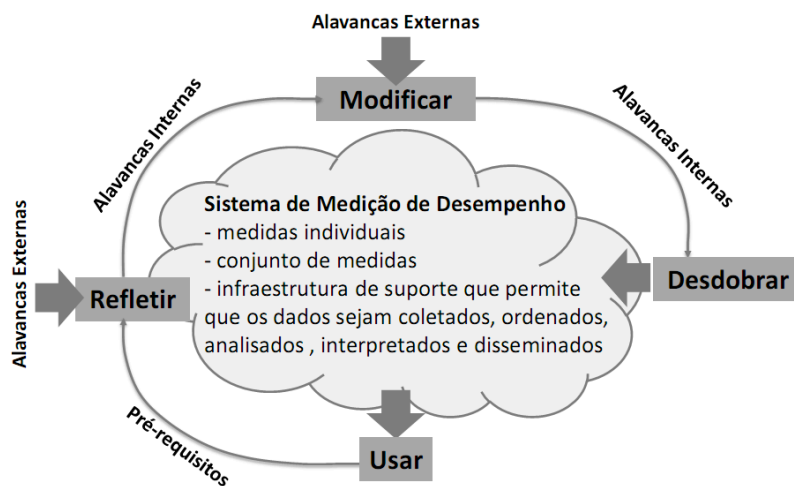 Alavancas Externas
Modificar
Alavancas Internas
Alavancas Internas
Sistema de Medição de Desempenho
- medidas individuais
- conjunto de medidas
- infraestrutura de suporte que permite
que os dados sejam coletados, ordenados,
analisados , interpretados e disseminados
Alavancas Externas
Refletir
Desdobrar
Pré-requisitos
Usar